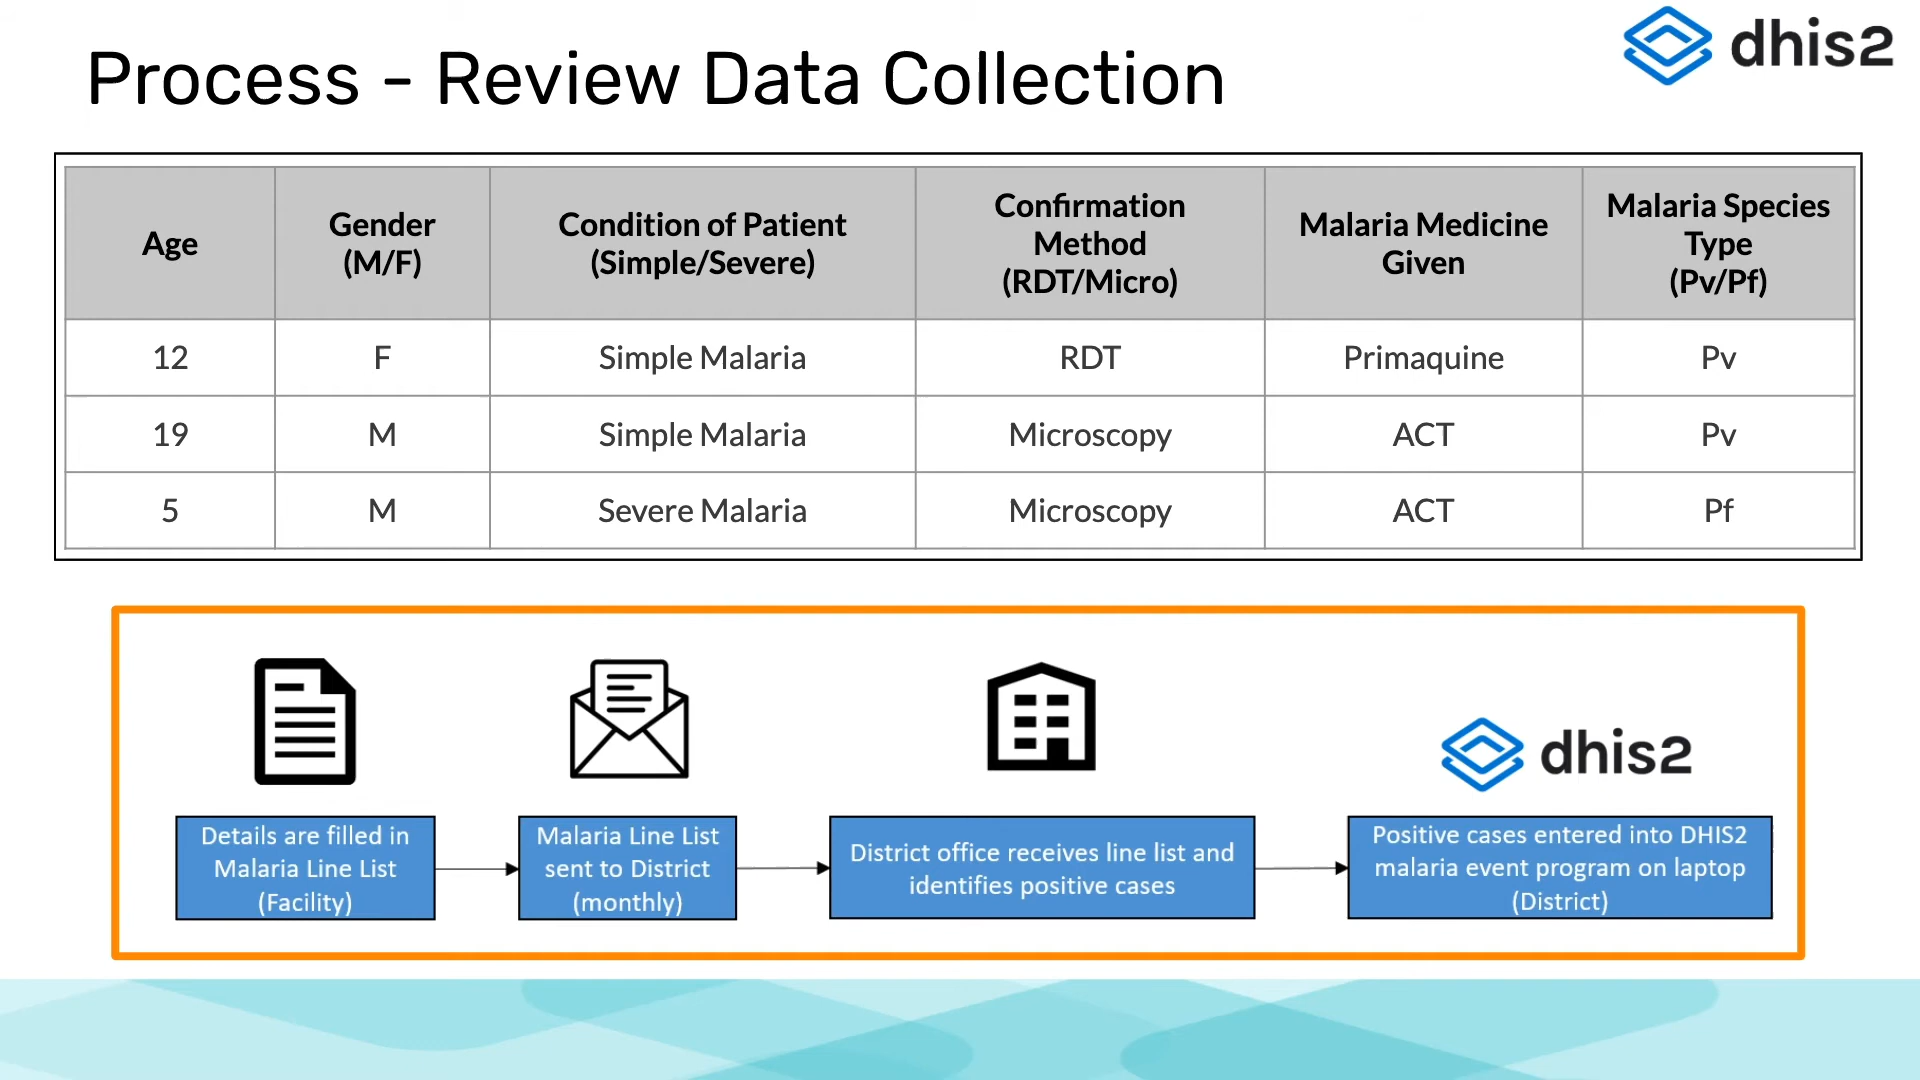 Process - Review Data Collection
dhis2
Age
Gender
(M/F)
Condition of Patient
(Simple/Severe)
Confirmation
Method
(RDT/Micro)
Malaria Medicine
Given
Malaria Species
Type
(Pv/Pf)
12
F
Simple Malaria
RDT
Primaquine
Pv
19
M
Simple Malaria
Microscopy
ACT
Pv
5
M
Severe Malaria
Microscopy
ACT
Pf
dhis2
Details are filled in
Malaria Line List
(Facility)
Malaria Line List
sent to District
(monthly)
District office receives line list and
identifies positive cases
Positive cases entered into DHIS2
malaria event program on laptop
(District)